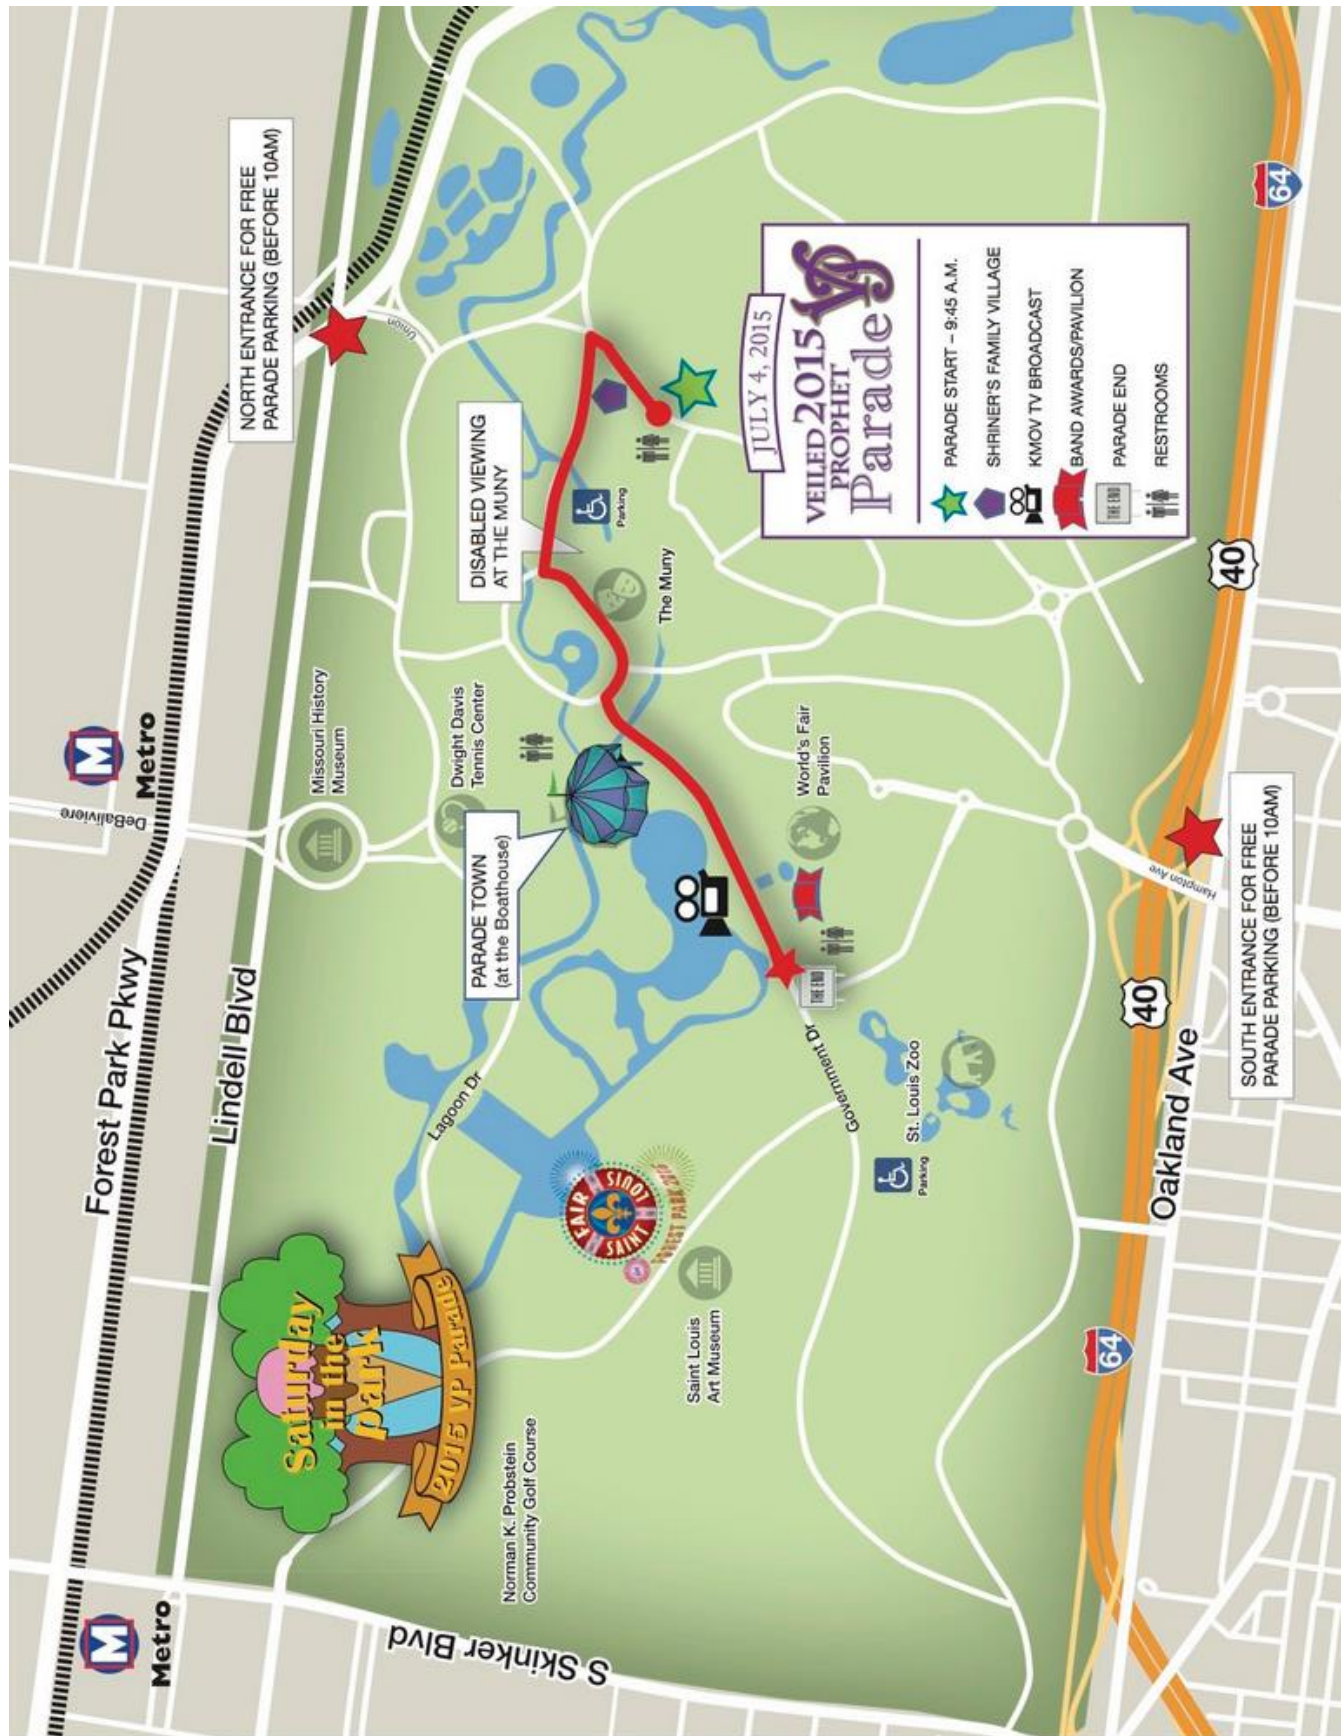 Saturday
in the
park
2015 VP Parade
Metro
Metro
DeBaliviere
Forest Park Pkwy
Lindell Blvd
S Skinker Blvd
NORTH ENTRANCE FOR FREE
PARADE PARKING (BEFORE 10AM)
Union
Missouri History
Museum
Dwight Davis
Tennis Center
DISABLED VIEWING
AT THE MUNY
PARADE TOWN
(at the Boathouse)
Lagoon Dr
Norman K. Probstein
Community Golf Course
FAIR
SAINT
LOUIS
Saint Louis
Art Museum
Parking
The Muny
World's Fair
Pavilion
THE END
Government Dr
St. Louis Zoo
Parking
JULY 4, 2015
VEILED 2015
PROPHET
Parade
VP
PARADE START – 9:45 A.M.
SHRINER'S FAMILY VILLAGE
KMOV TV BROADCAST
BAND AWARDS/PAVILION
THE END
PARADE END
RESTROOMS
64
40
40
64
Hampton Ave
Oakland Ave
SOUTH ENTRANCE FOR FREE
PARADE PARKING (BEFORE 10AM)